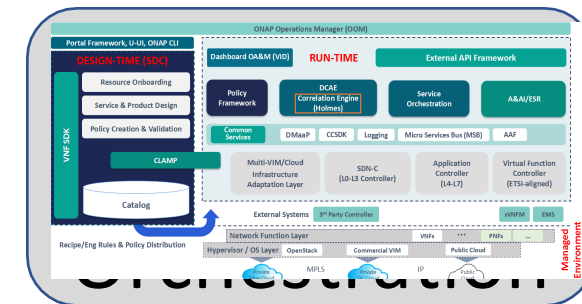 ONAP Operations Manager (OOM)
Portal Framework, U-UI, ONAP CLI
DESIGN-TIME (SDC)
Resource Onboarding
Service & Product Design
Policy Creation & Validation
VNF SDK
CLAMP
Catalog
Recipe/Eng Rules & Policy Distribution
Dashboard OA&M (VID)
RUN-TIME
External API Framework
Policy
Framework
DCAE
Correlation Engine
(Holmes)
Service
Orchestration
A&AI/ESR
Common
Services
DMaaP
CCSDK
Logging
Micro Services Bus (MSB)
AAF
Multi-VIM/Cloud
Infrastructure
Adaptation Layer
SDN-C
(L0-L3 Controller)
Application
Controller
(L4-L7)
Virtual Function
Controller
(ETSI-aligned)
External Systems
3rd Party Controller
sVNFM
EMS
Network Function Layer
VNFs
...
PNFs
...
Hypervisor / OS Layer
OpenStack
Commercial VIM
Public Cloud
Private
MPLS
Private
IP
Public
Managed
Environment
Orchestration